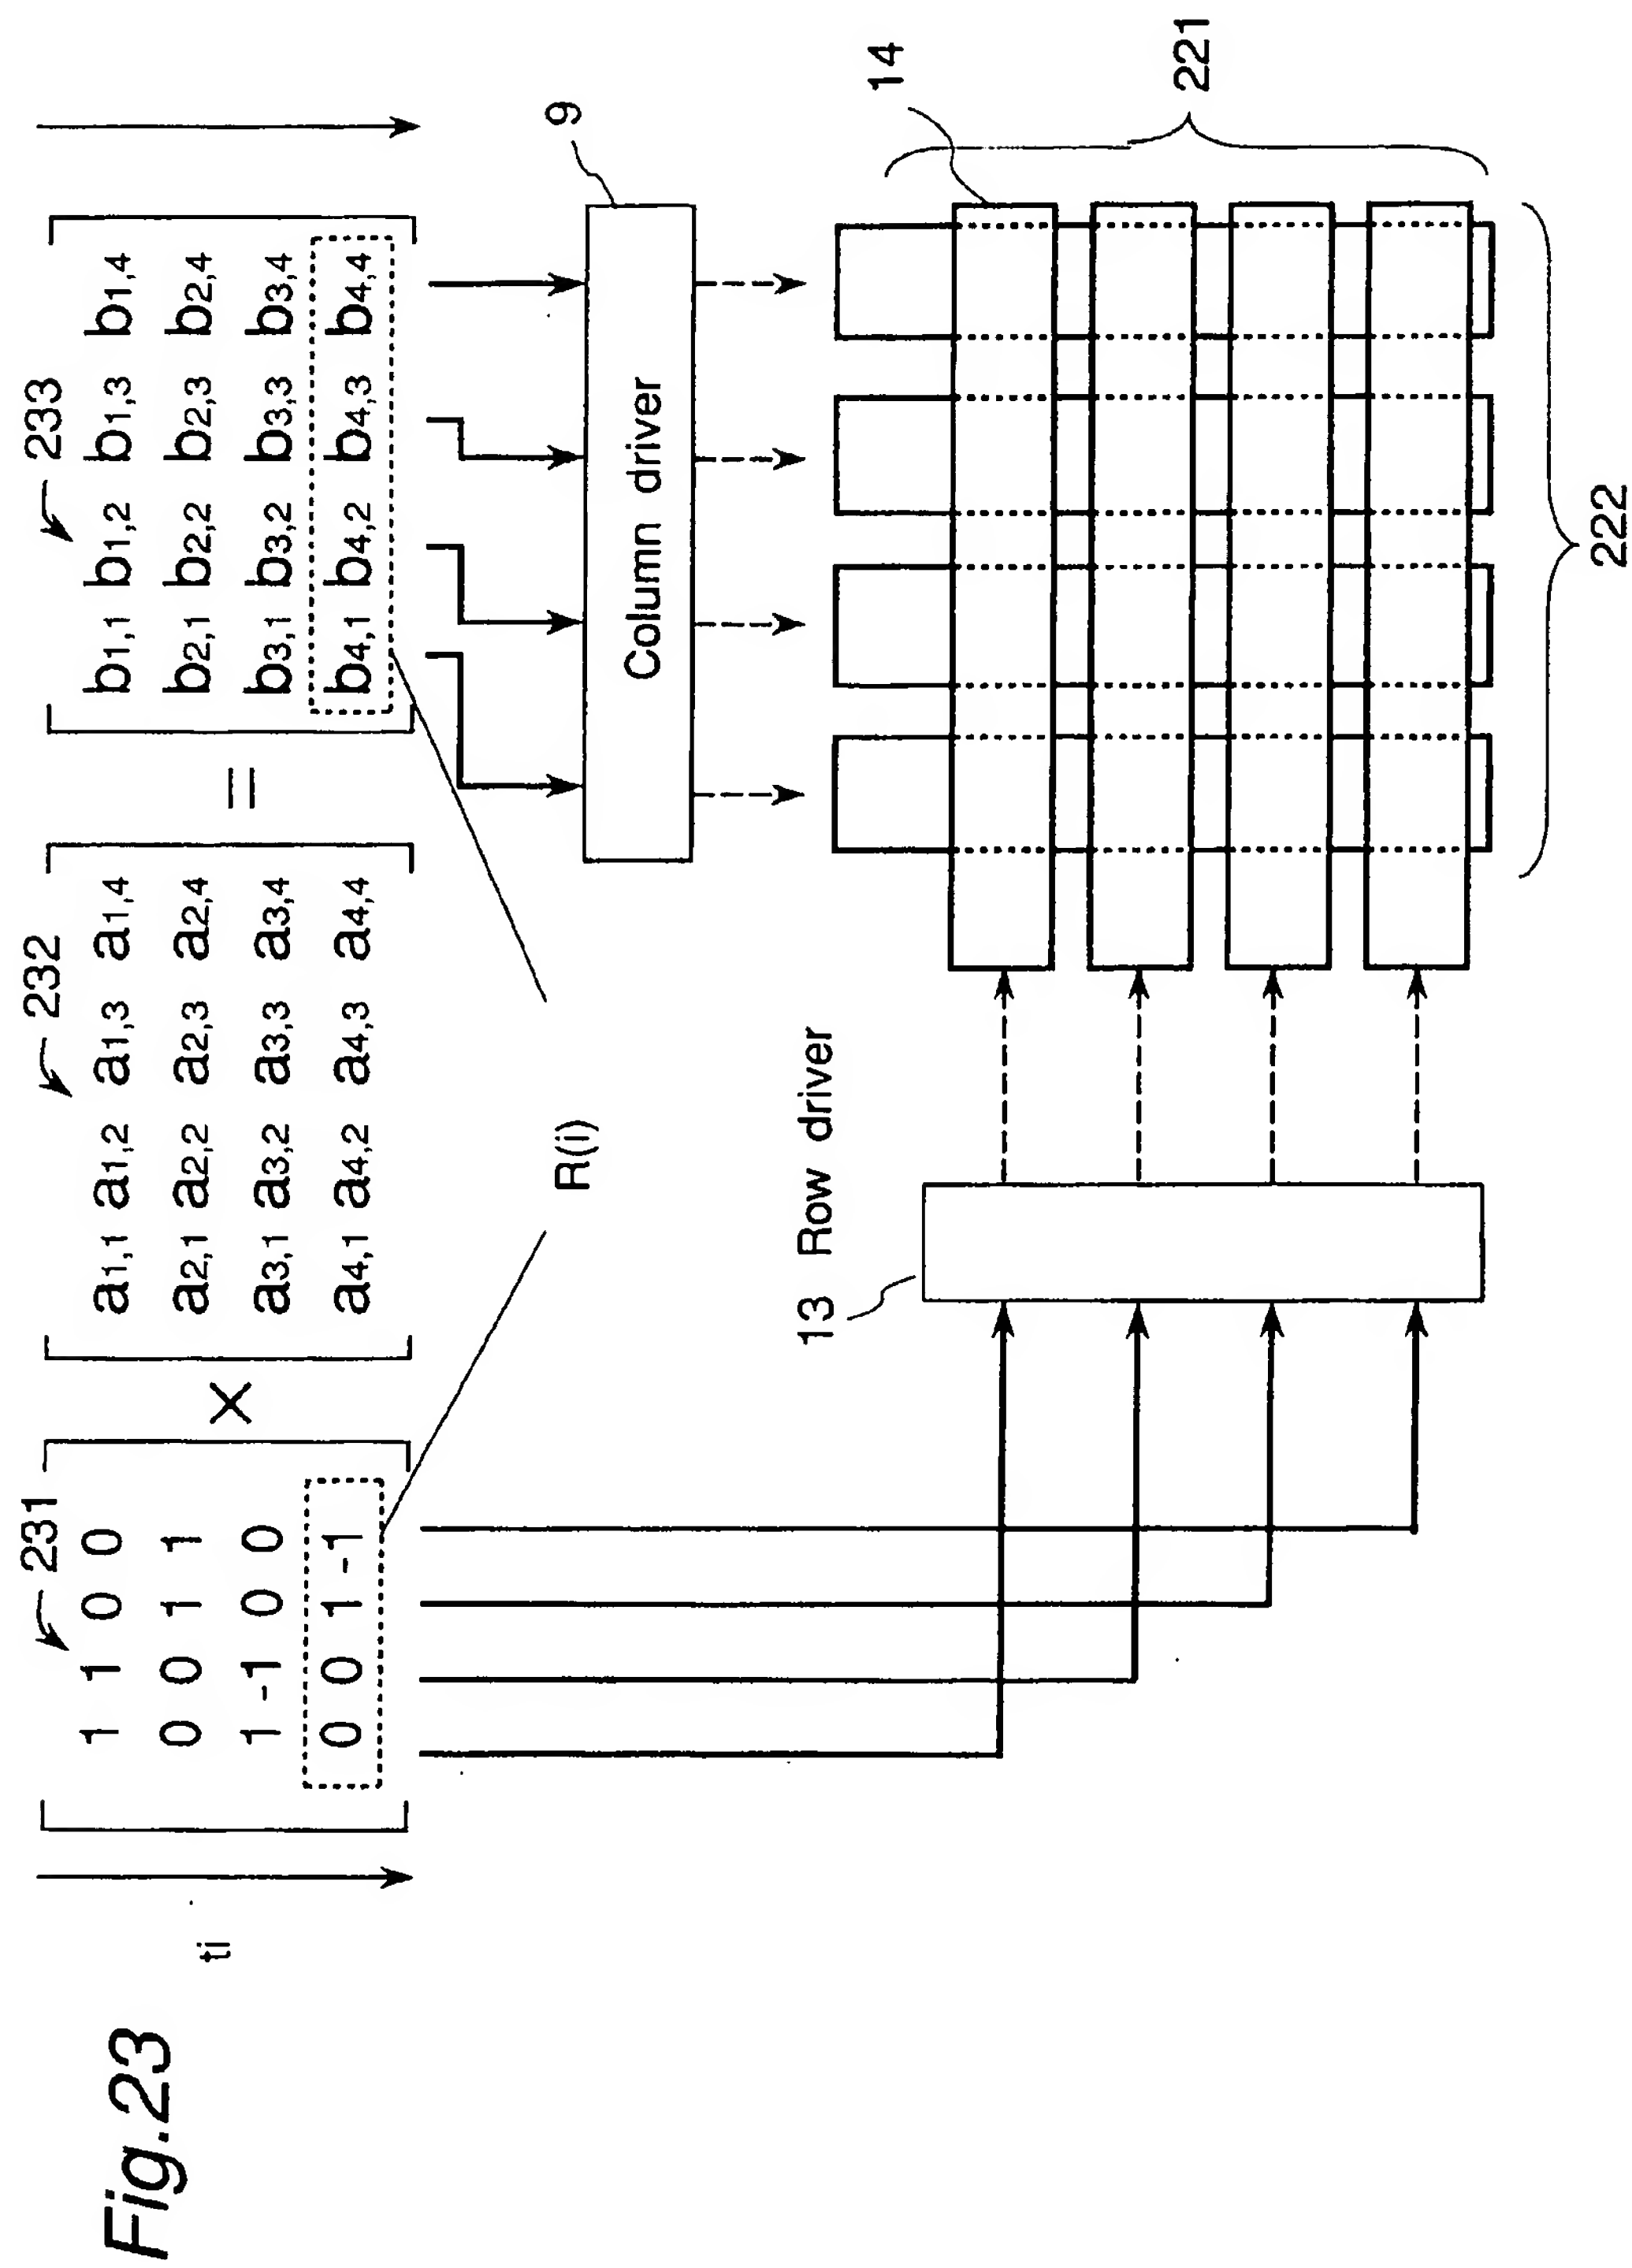 Fig.23
ti
231
232
233
1 1 0 0
0 0 1 1
1 -1 0 0
0 0 1 -1
×
a1,1 a1,2 a1,3 a1,4
a2,1 a2,2 a2,3 a2,4
a3,1 a3,2 a3,3 a3,4
a4,1 a4,2 a4,3 a4,4
=
b1,1 b1,2 b1,3 b1,4
b2,1 b2,2 b2,3 b2,4
b3,1 b3,2 b3,3 b3,4
b4,1 b4,2 b4,3 b4,4
R(i)
9
Column driver
13 Row driver
14
221
222